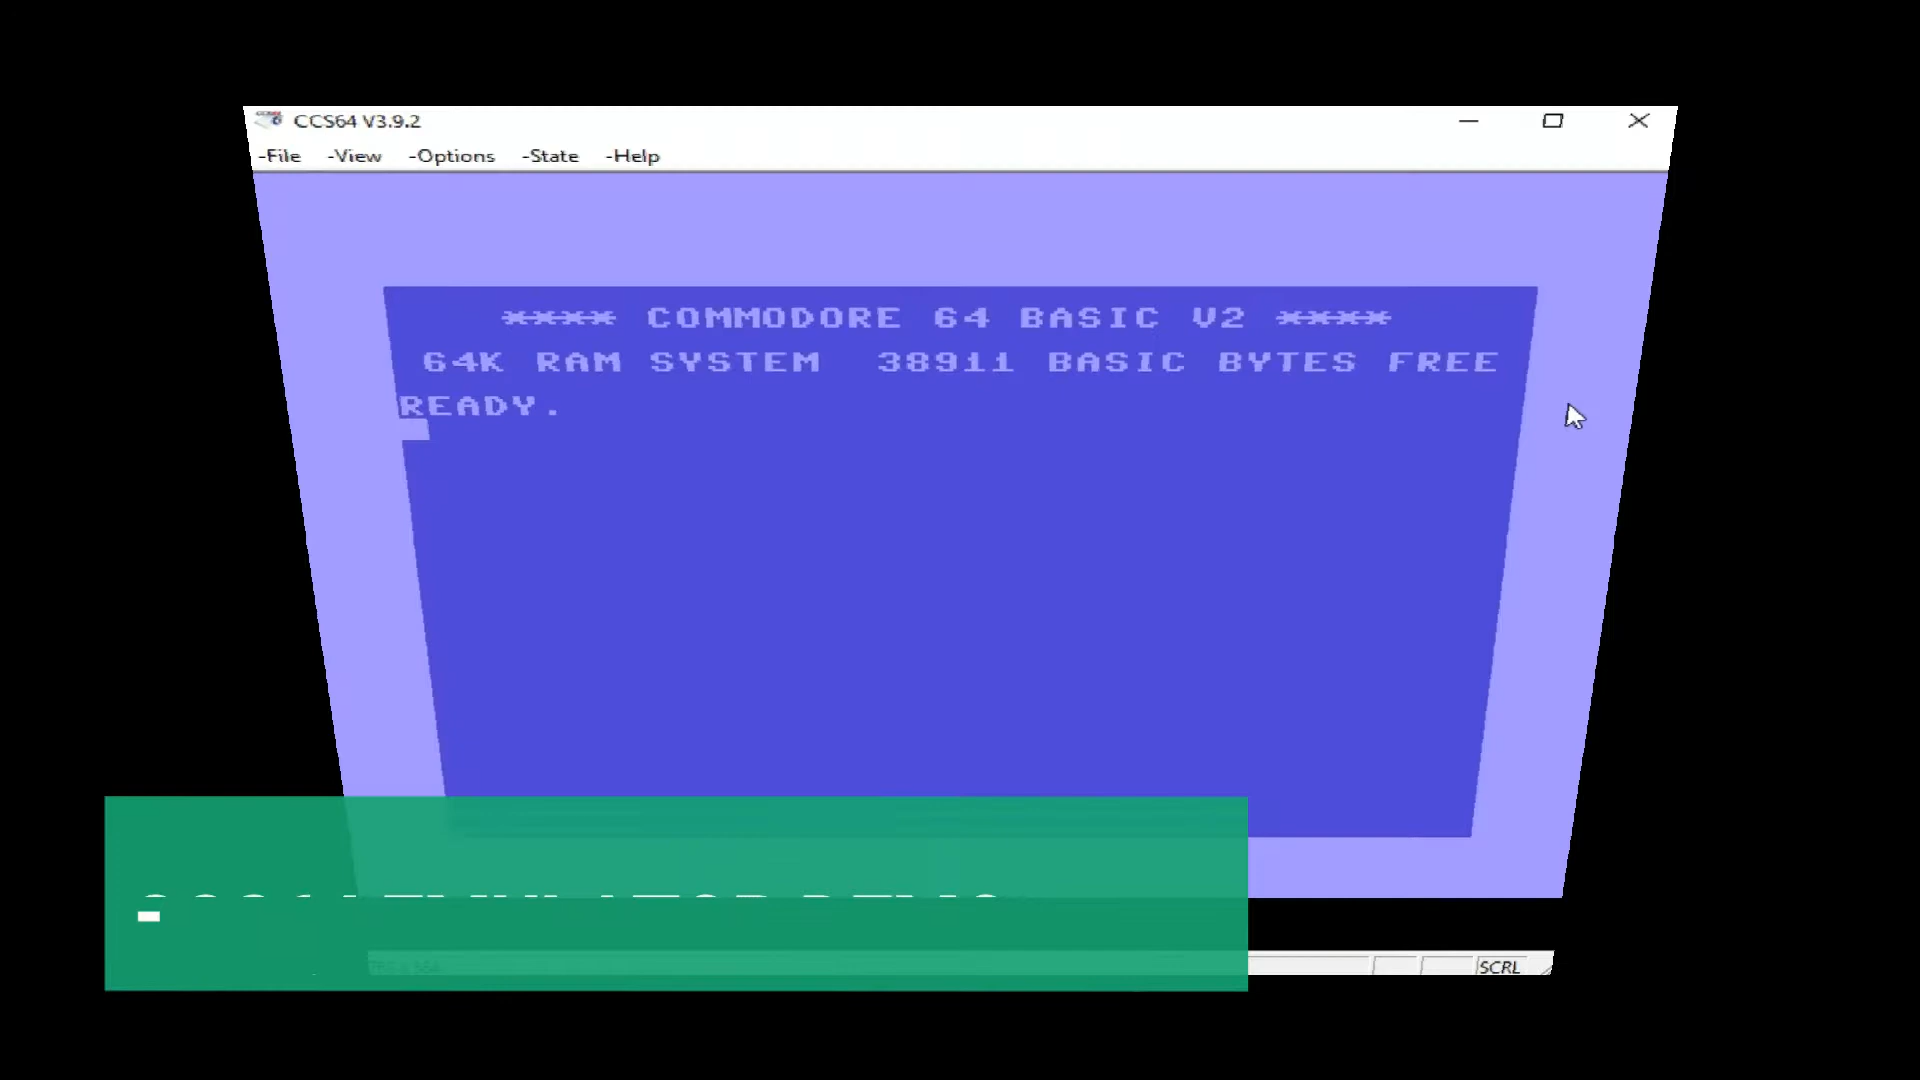 CCS64 V3.9.2
-File -View -Options -State -Help
**** COMMODORE 64 BASIC V2 ****
64K RAM SYSTEM 38911 BASIC BYTES FREE
READY.
SCRL